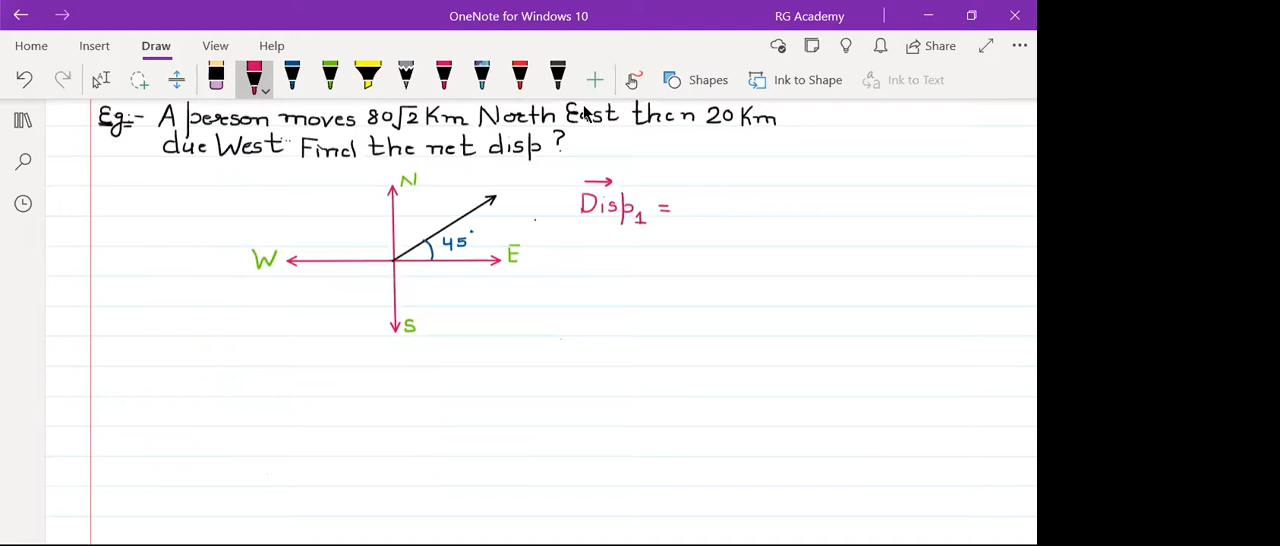 OneNote for Windows 10
RG Academy
Home Insert Draw View Help
Share
Shapes Ink to Shape Ink to Text
Eg:- A person moves 80√2 Km North East then 20 Km
due West. Find the net disp?
N
W 45° E
S
Disp₁ =